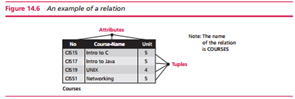 Figure 14.6 An example of a relation
Attributes
No Course-Name Unit
CIS15 Intro to C 5
CIS17 Intro to Java 5
CIS19 UNIX 4
CIS51 Networking 5
Courses
Tuples
Note: The name
of the relation
is COURSES